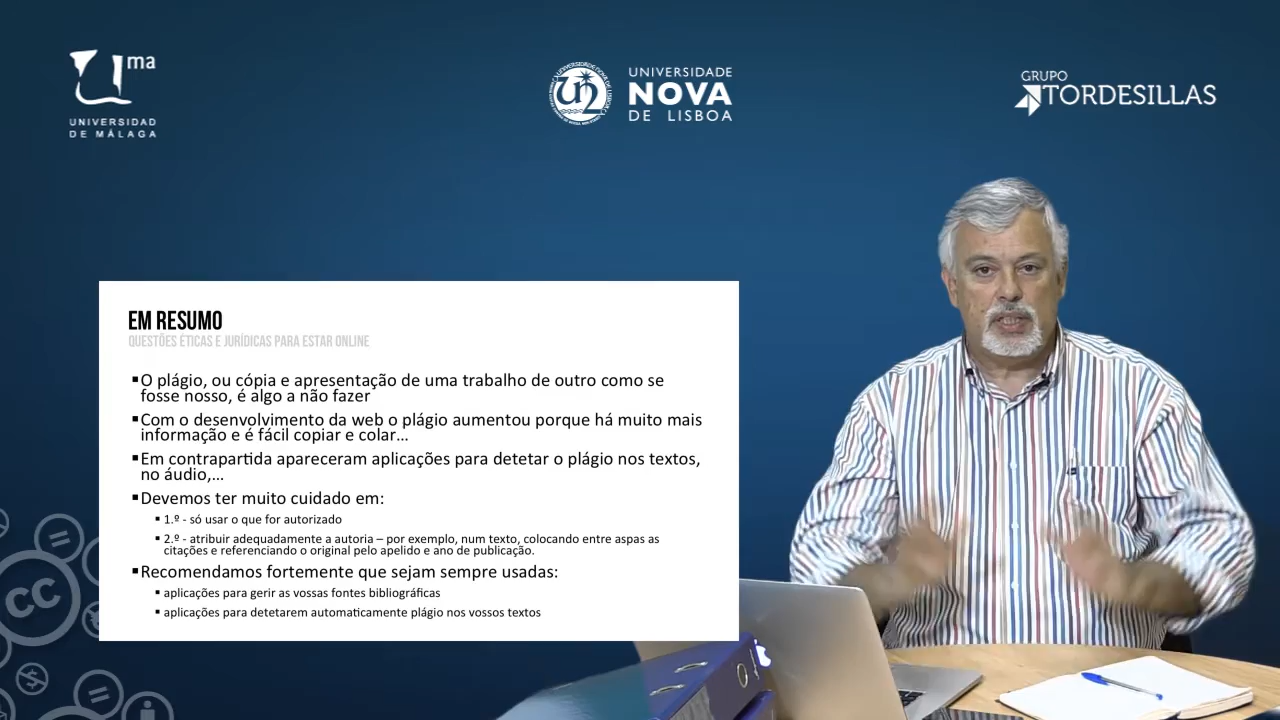 ma
UNIVERSIDAD
DE MÁLAGA
UNIVERSIDADE
NOVA
DE LISBOA
GRUPO
TORDESILLAS
EM RESUMO
QUESTÕES ÉTICAS E JURÍDICAS PARA ESTAR ONLINE
▪O plágio, ou cópia e apresentação de uma trabalho de outro como se
fosse nosso, é algo a não fazer
▪Com o desenvolvimento da web o plágio aumentou porque há muito mais
informação e é fácil copiar e colar...
▪Em contrapartida apareceram aplicações para detetar o plágio nos textos,
no áudio,...
▪Devemos ter muito cuidado em:
▪ 1.º - só usar o que for autorizado
▪ 2.º - atribuir adequadamente a autoria – por exemplo, num texto, colocando entre aspas as
citações e referenciando o original pelo apelido e ano de publicação.
▪Recomendamos fortemente que sejam sempre usadas:
▪ aplicações para gerir as vossas fontes bibliográficas
▪ aplicações para detetarem automaticamente plágio nos vossos textos
CC